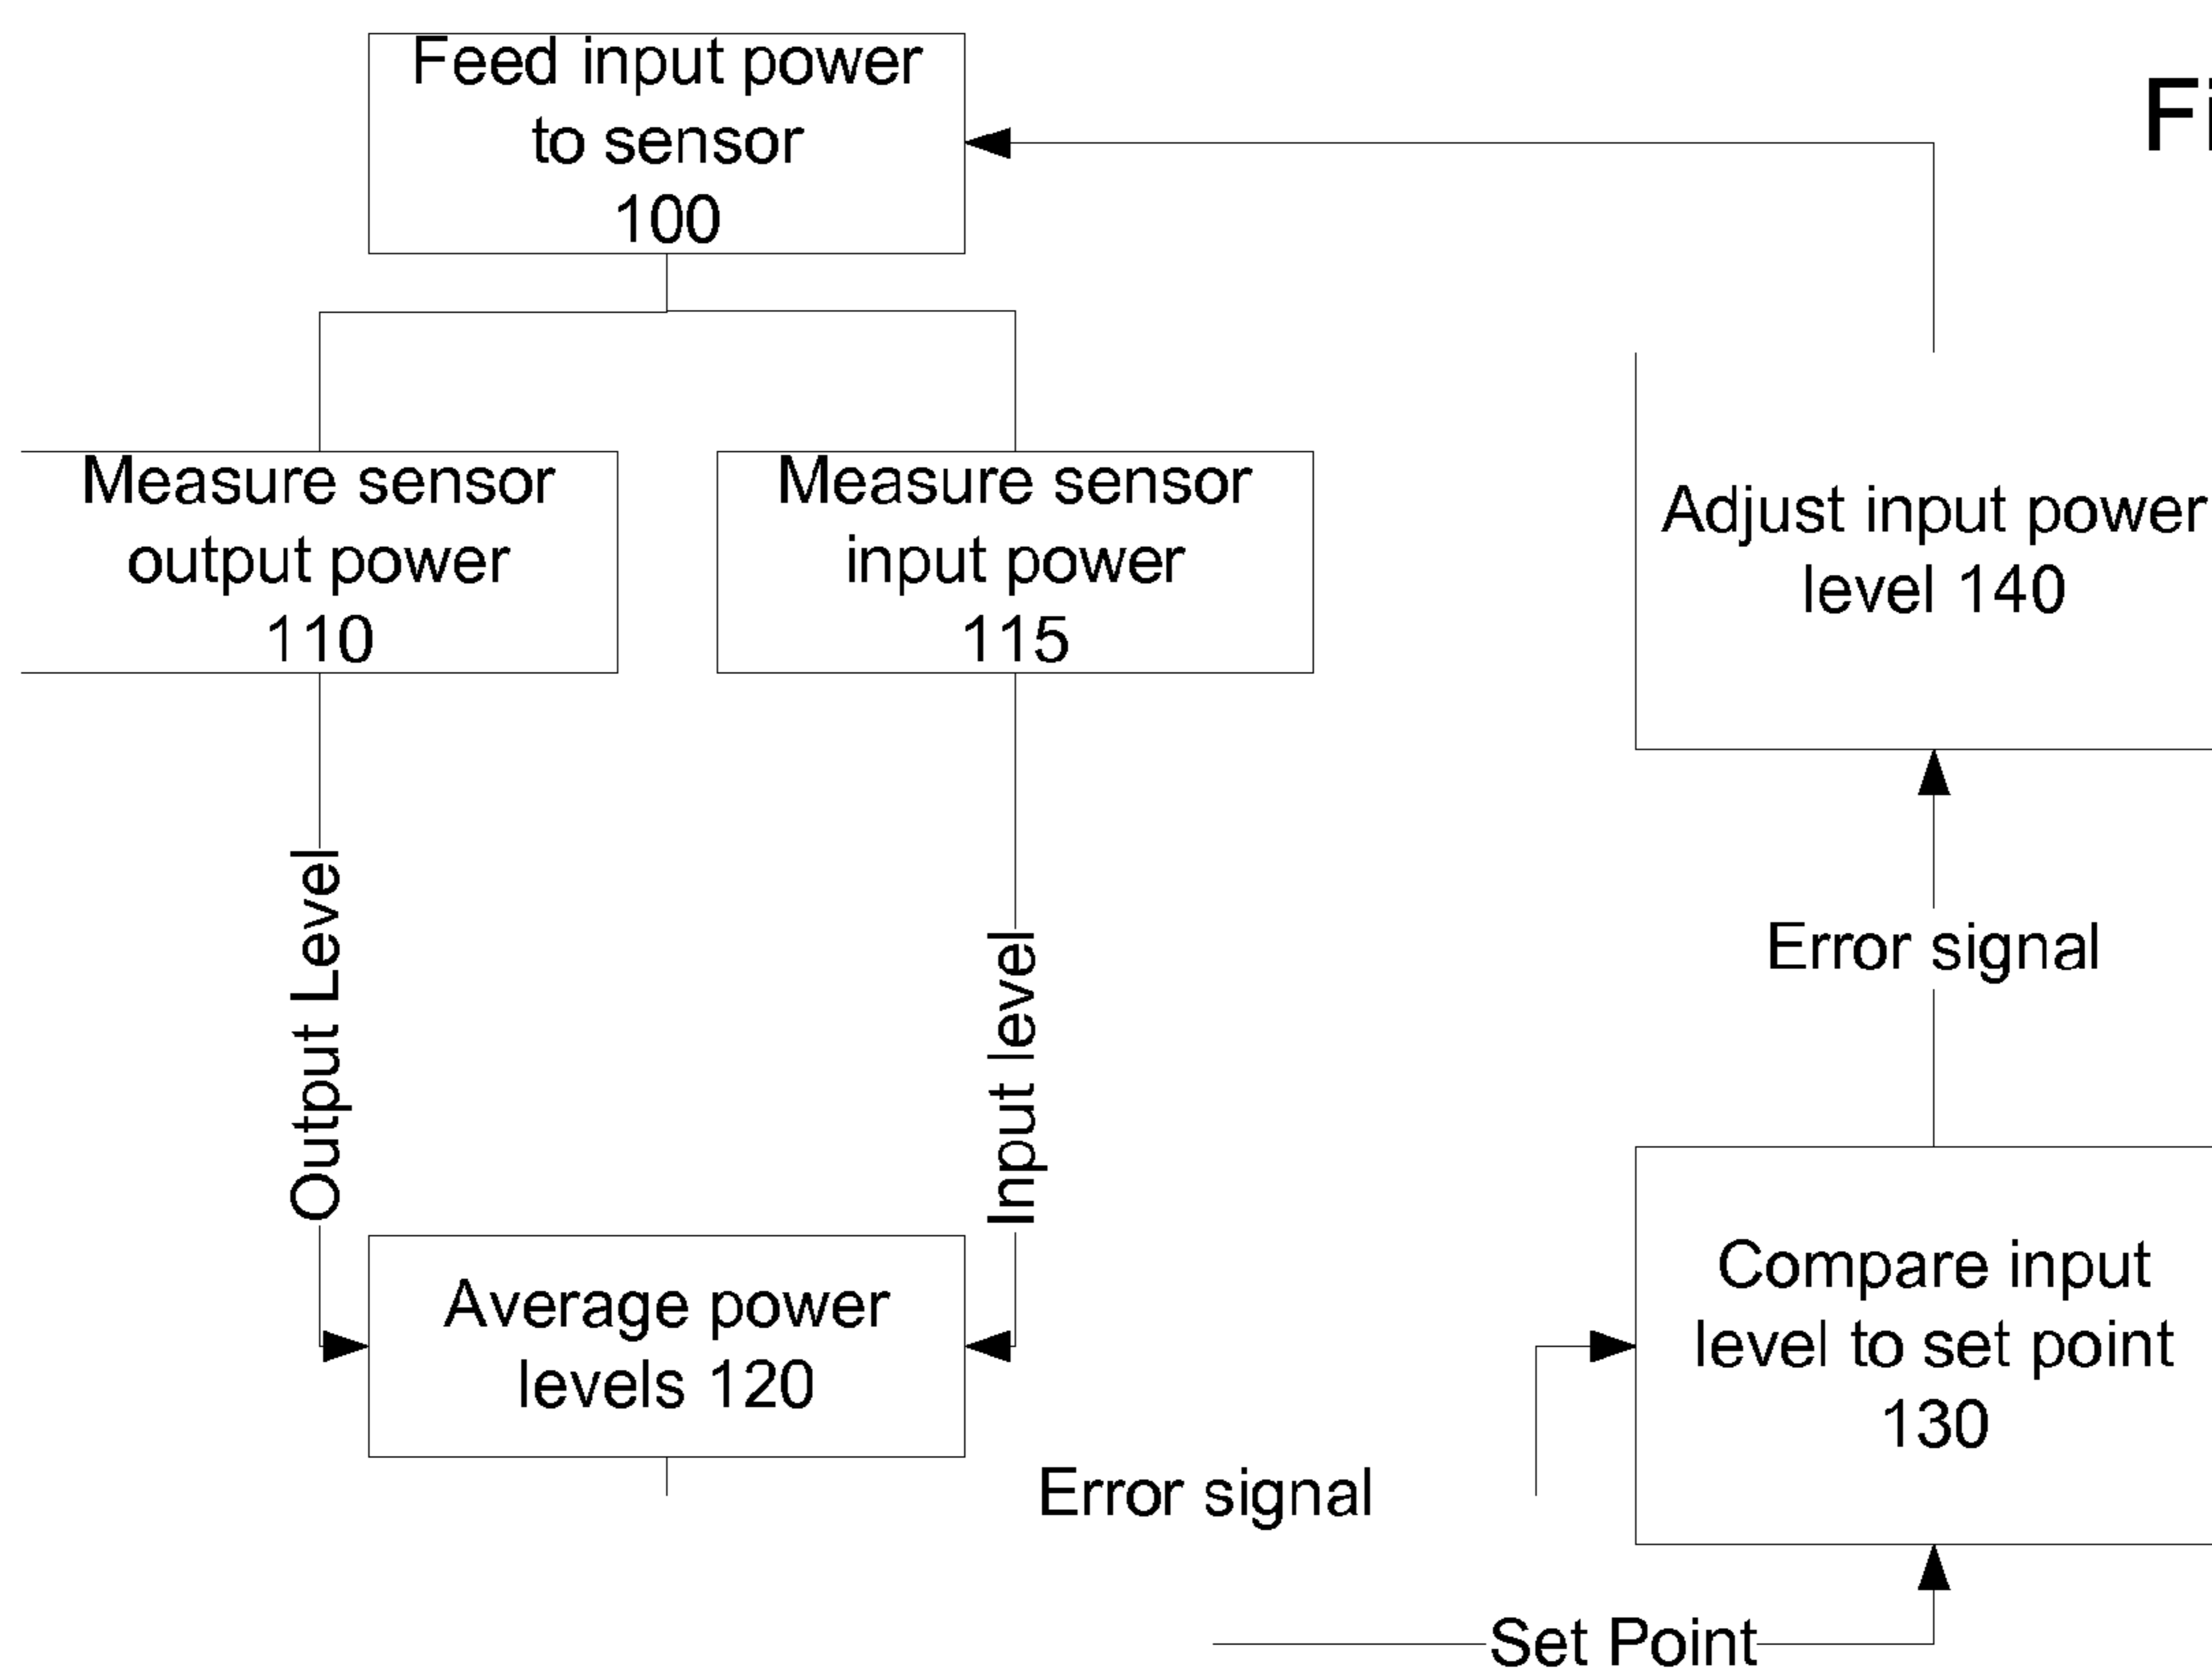 Feed input power
to sensor
100
Fi
Measure sensor
output power
110
Measure sensor
input power
115
Adjust input power
level 140
Output Level
Input level
Error signal
Average power
levels 120
Compare input
level to set point
130
Error signal
Set Point